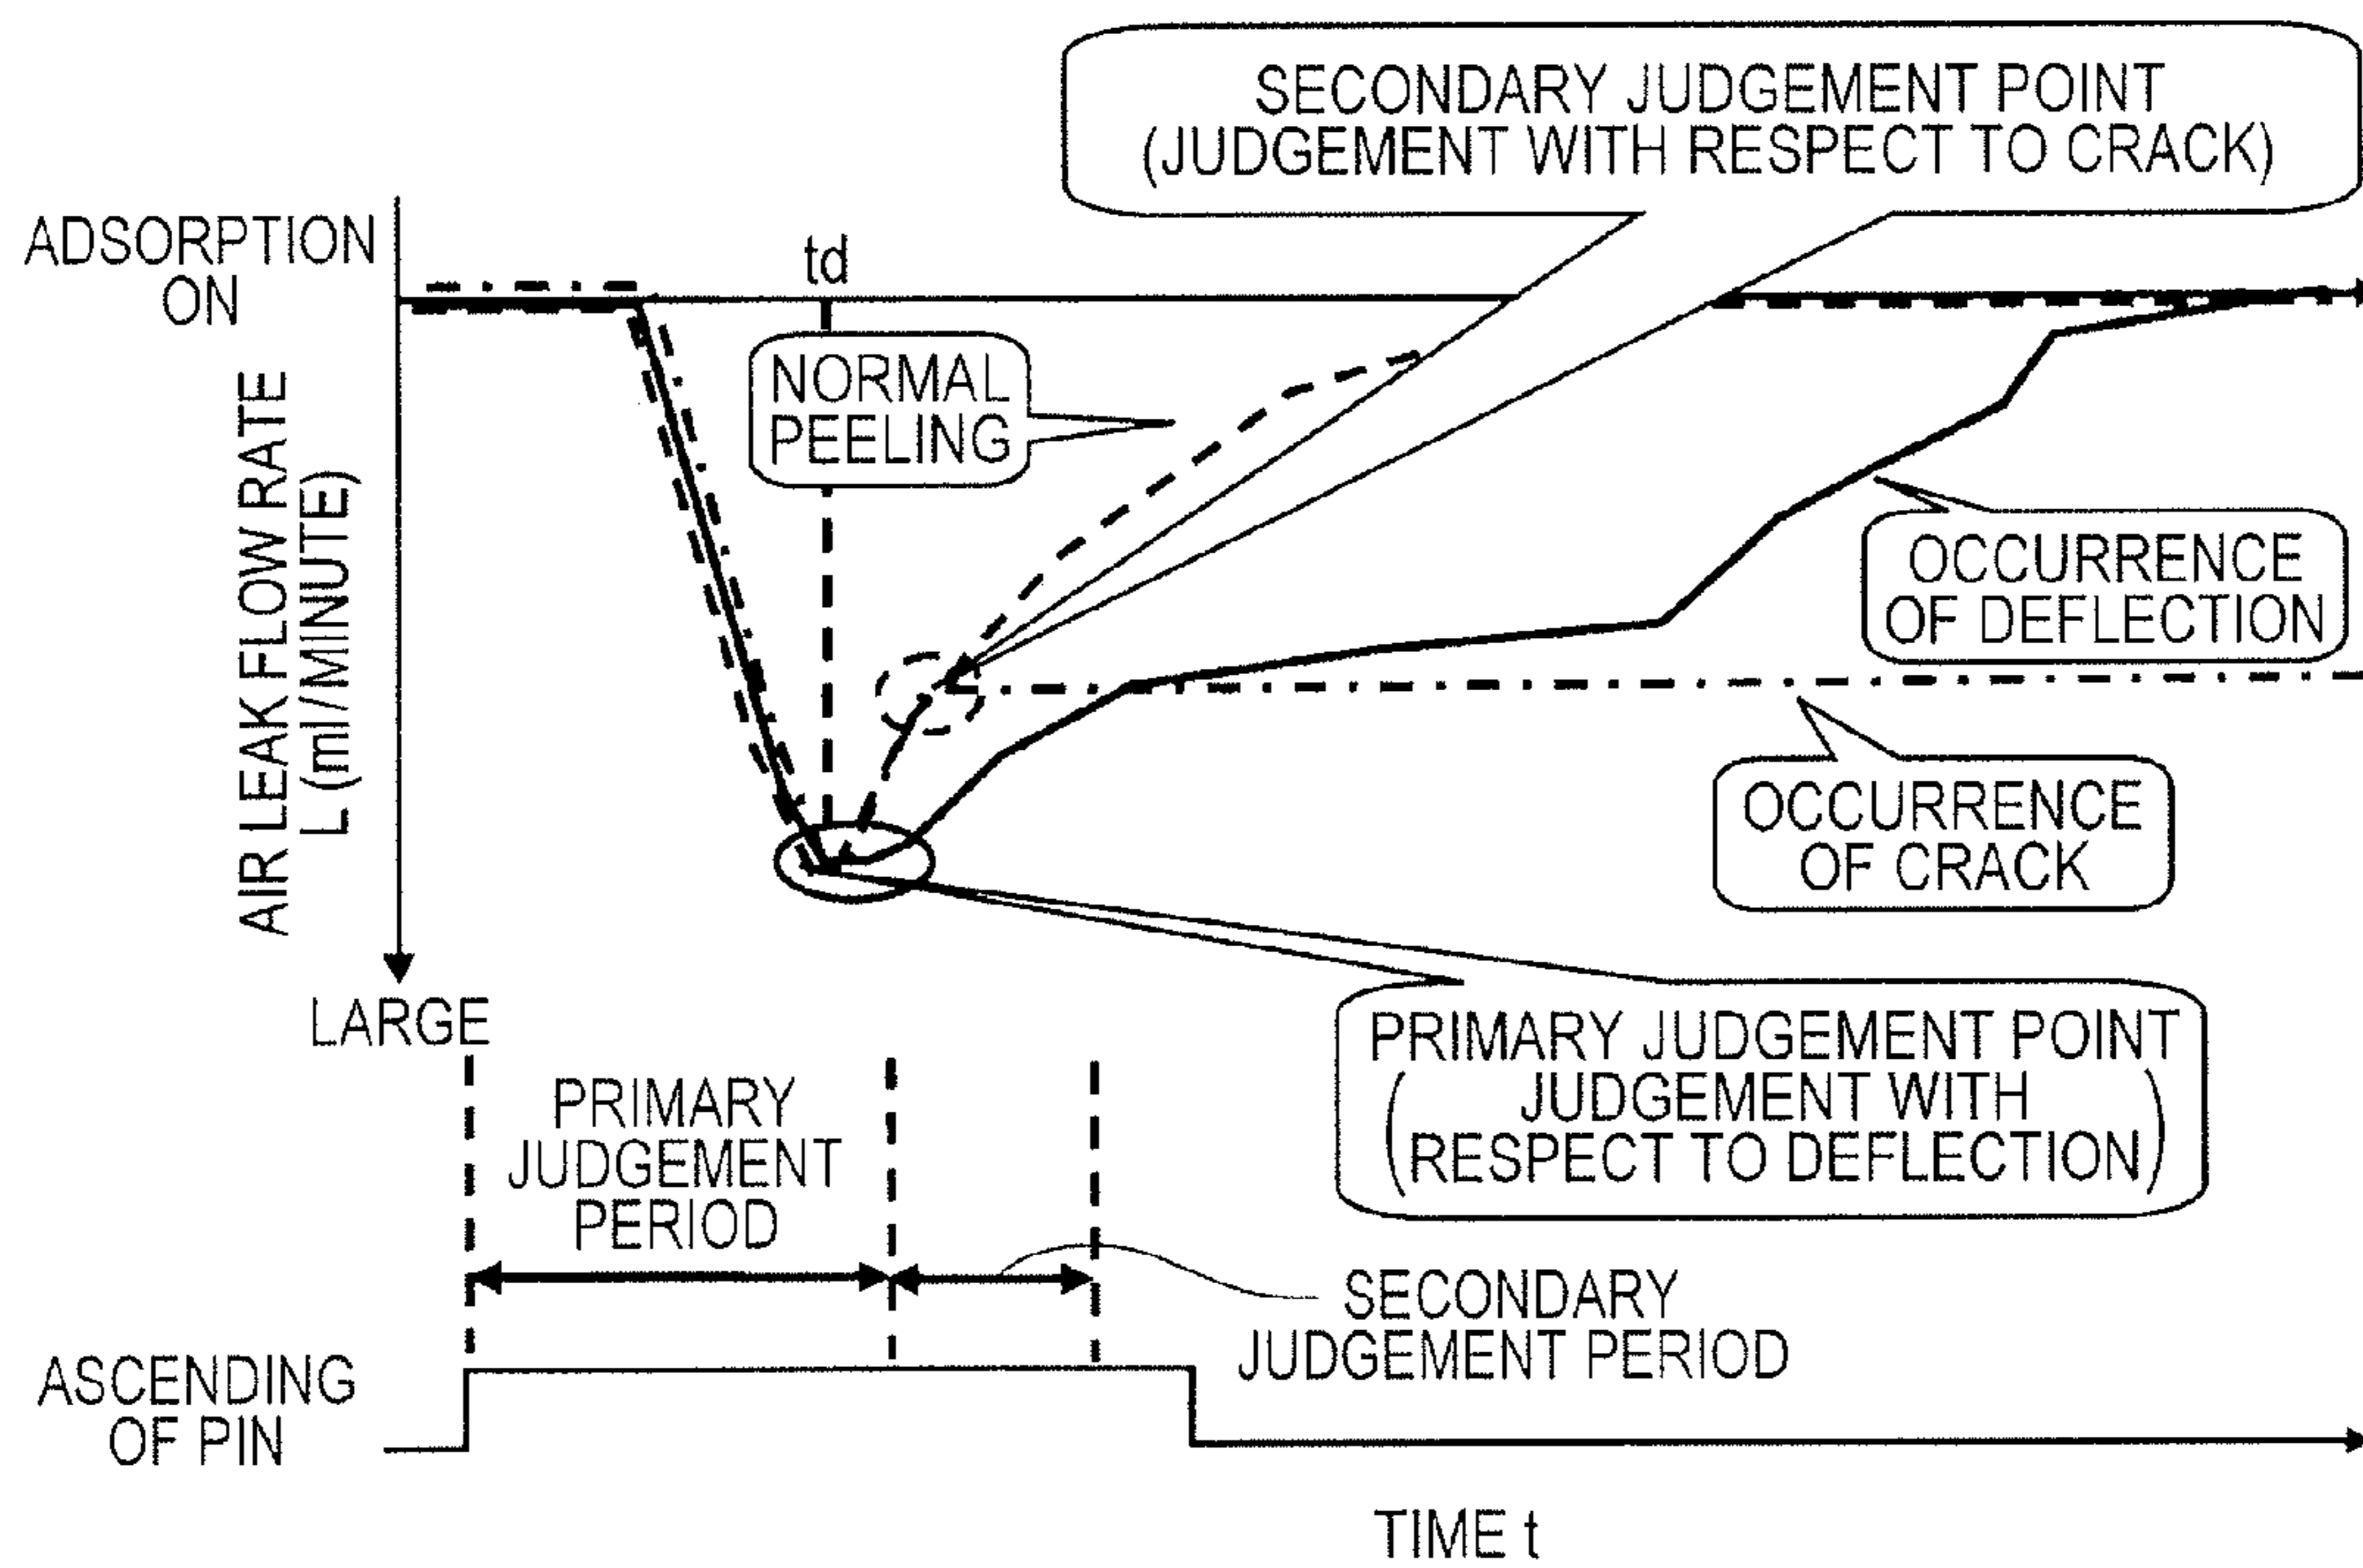 SECONDARY JUDGEMENT POINT
(JUDGEMENT WITH RESPECT TO CRACK)
ADSORPTION
ON
td
NORMAL
PEELING
AIR LEAK FLOW RATE
L (ml/MINUTE)
OCCURRENCE
OF DEFLECTION
OCCURRENCE
OF CRACK
LARGE
PRIMARY JUDGEMENT POINT
(JUDGEMENT WITH
RESPECT TO DEFLECTION)
PRIMARY
JUDGEMENT
PERIOD
SECONDARY
JUDGEMENT PERIOD
ASCENDING
OF PIN
TIME t